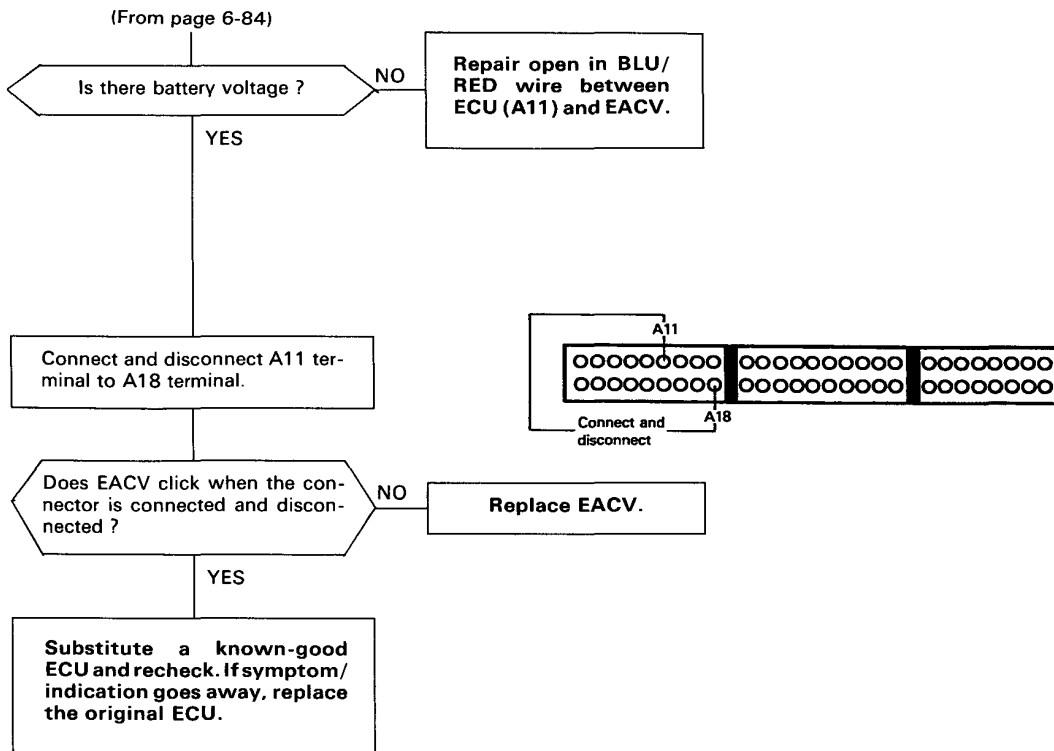 (From page 6-84)
Is there battery voltage ?
NO
Repair open in BLU/
RED wire between
ECU (A11) and EACV.
YES
Connect and disconnect A11 ter-
minal to A18 terminal.
A11
A18
Connect and
disconnect
Does EACV click when the con-
nector is connected and discon-
nected ?
NO
Replace EACV.
YES
Substitute a known-good
ECU and recheck. If symptom/
indication goes away, replace
the original ECU.